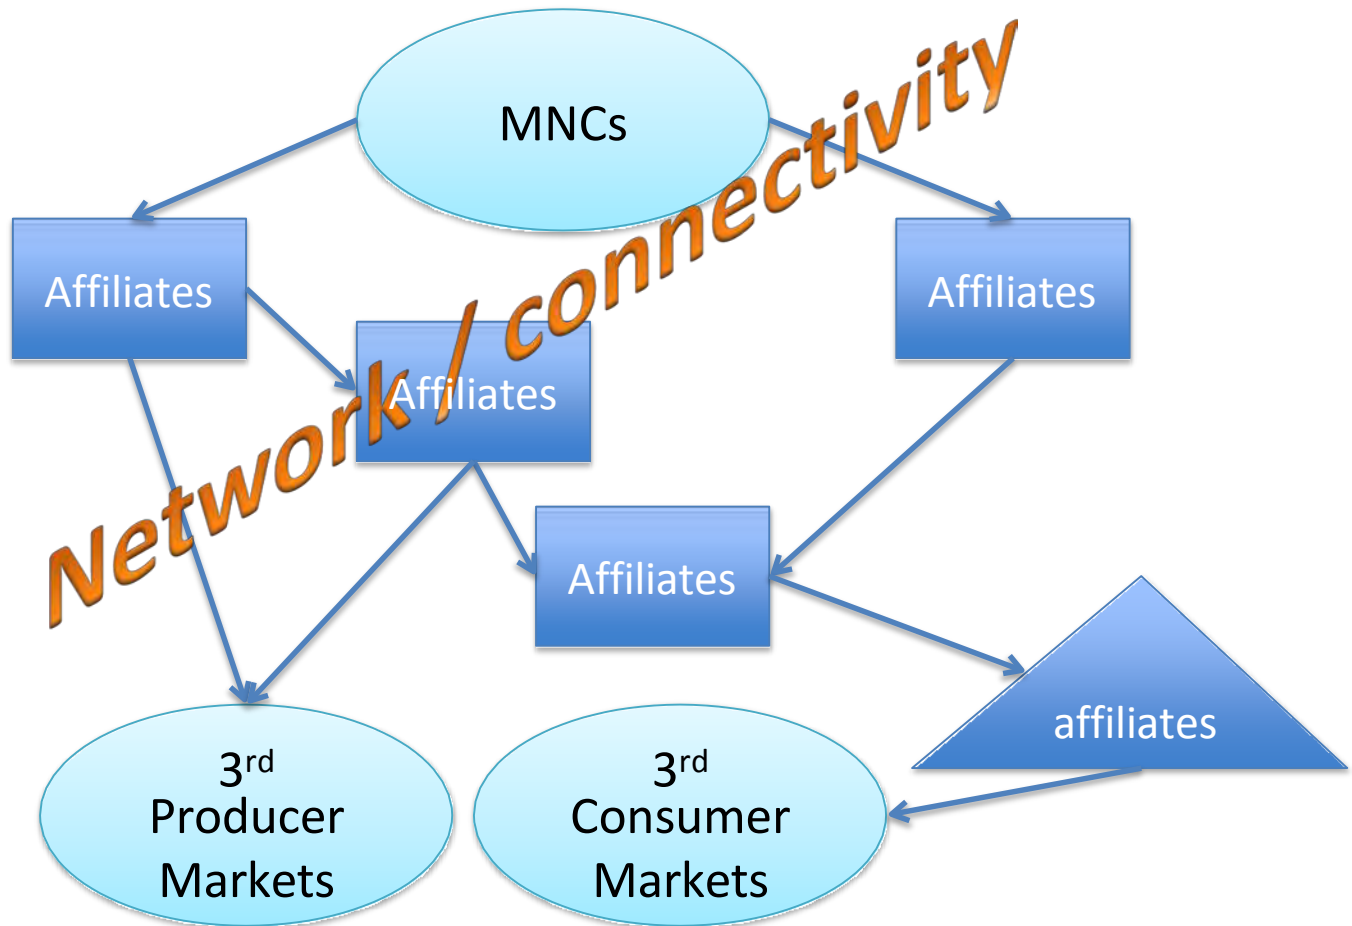 MNCs
Network / connectivity
Affiliates
Affiliates
Affiliates
Affiliates
affiliates
3rd
Producer
Markets
3rd
Consumer
Markets